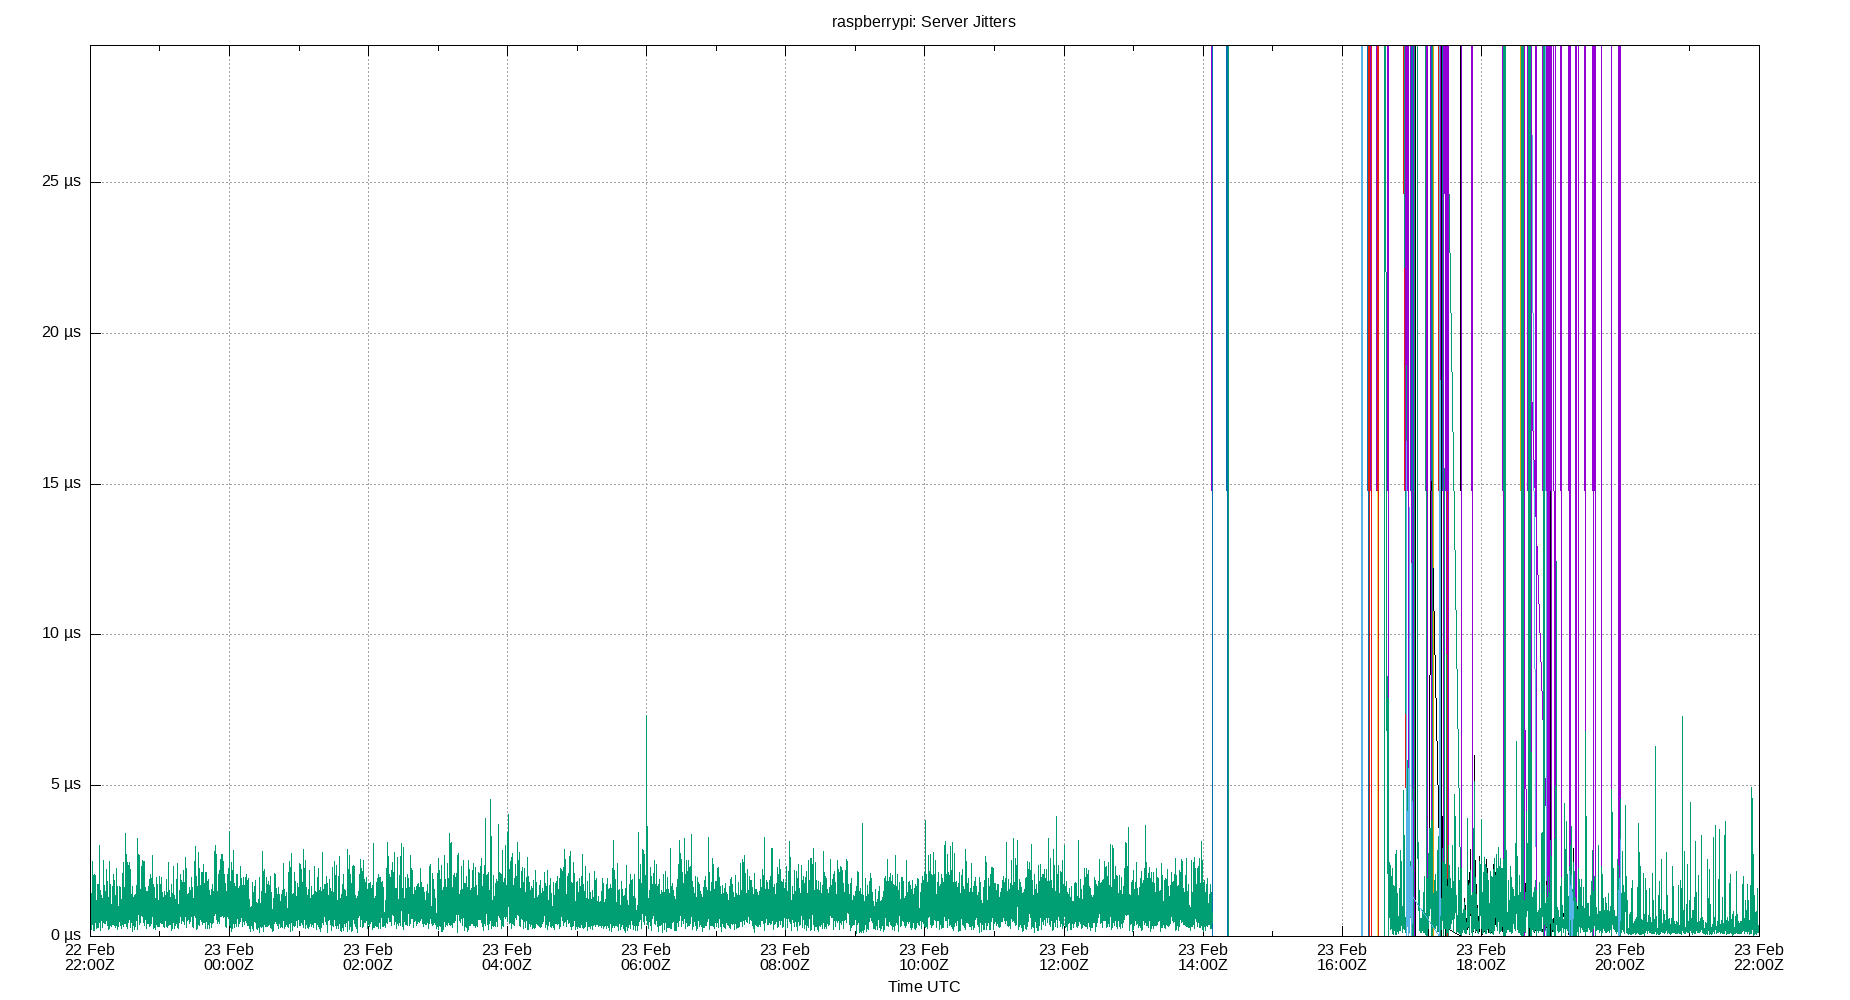 raspberrypi: Server Jitters
25 µs
20 µs
15 µs
10 µs
5 µs
0 µs
22 Feb 23 Feb 23 Feb 23 Feb 23 Feb 23 Feb 23 Feb 23 Feb 23 Feb 23 Feb 23 Feb 23 Feb 23 Feb
22:00Z 00:00Z 02:00Z 04:00Z 06:00Z 08:00Z 10:00Z 12:00Z 14:00Z 16:00Z 18:00Z 20:00Z 22:00Z
Time UTC